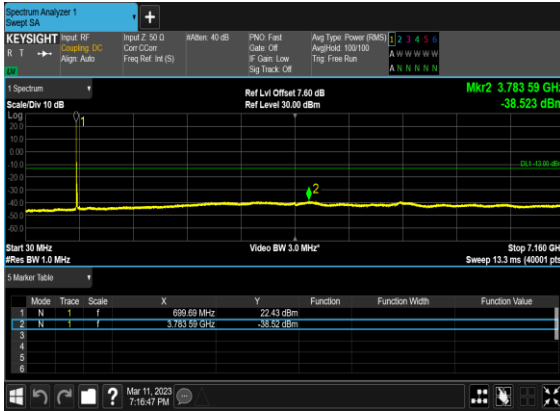 Spectrum Analyzer 1
Swept SA
+
KEYSIGHT Input: RF Input Z: 50 Ω #Atten: 40 dB PNO: Fast Avg Type: Power (RMS) 1 2 3 4 5 6
R T Coupling: DC Corr CCorr Gate: Off Avg|Hold: 100/100 A W W W W W
Align: Auto Freq Ref: Int (S) IF Gain: Low Trig: Free Run
Sig Track: Off A N N N N N
1 Spectrum
Scale/Div 10 dB Ref Lvl Offset 7.60 dB Mkr2 3.783 59 GHz
Ref Level 30.00 dBm -38.523 dBm
Log
20.0
10.0
0.00
-10.0
DL1 -13.00 dBm
-20.0
-30.0
-40.0
-50.0
-60.0
1
2
Start 30 MHz Video BW 3.0 MHz* Stop 7.160 GHz
#Res BW 1.0 MHz Sweep 13.3 ms (40001 pts)
5 Marker Table
Mode Trace Scale X Y Function Function Width Function Value
1 N 1 f 699.69 MHz 22.43 dBm
2 N 1 f 3.783 59 GHz -38.52 dBm
3
4
5
6
? Mar 11, 2023
7:16:47 PM